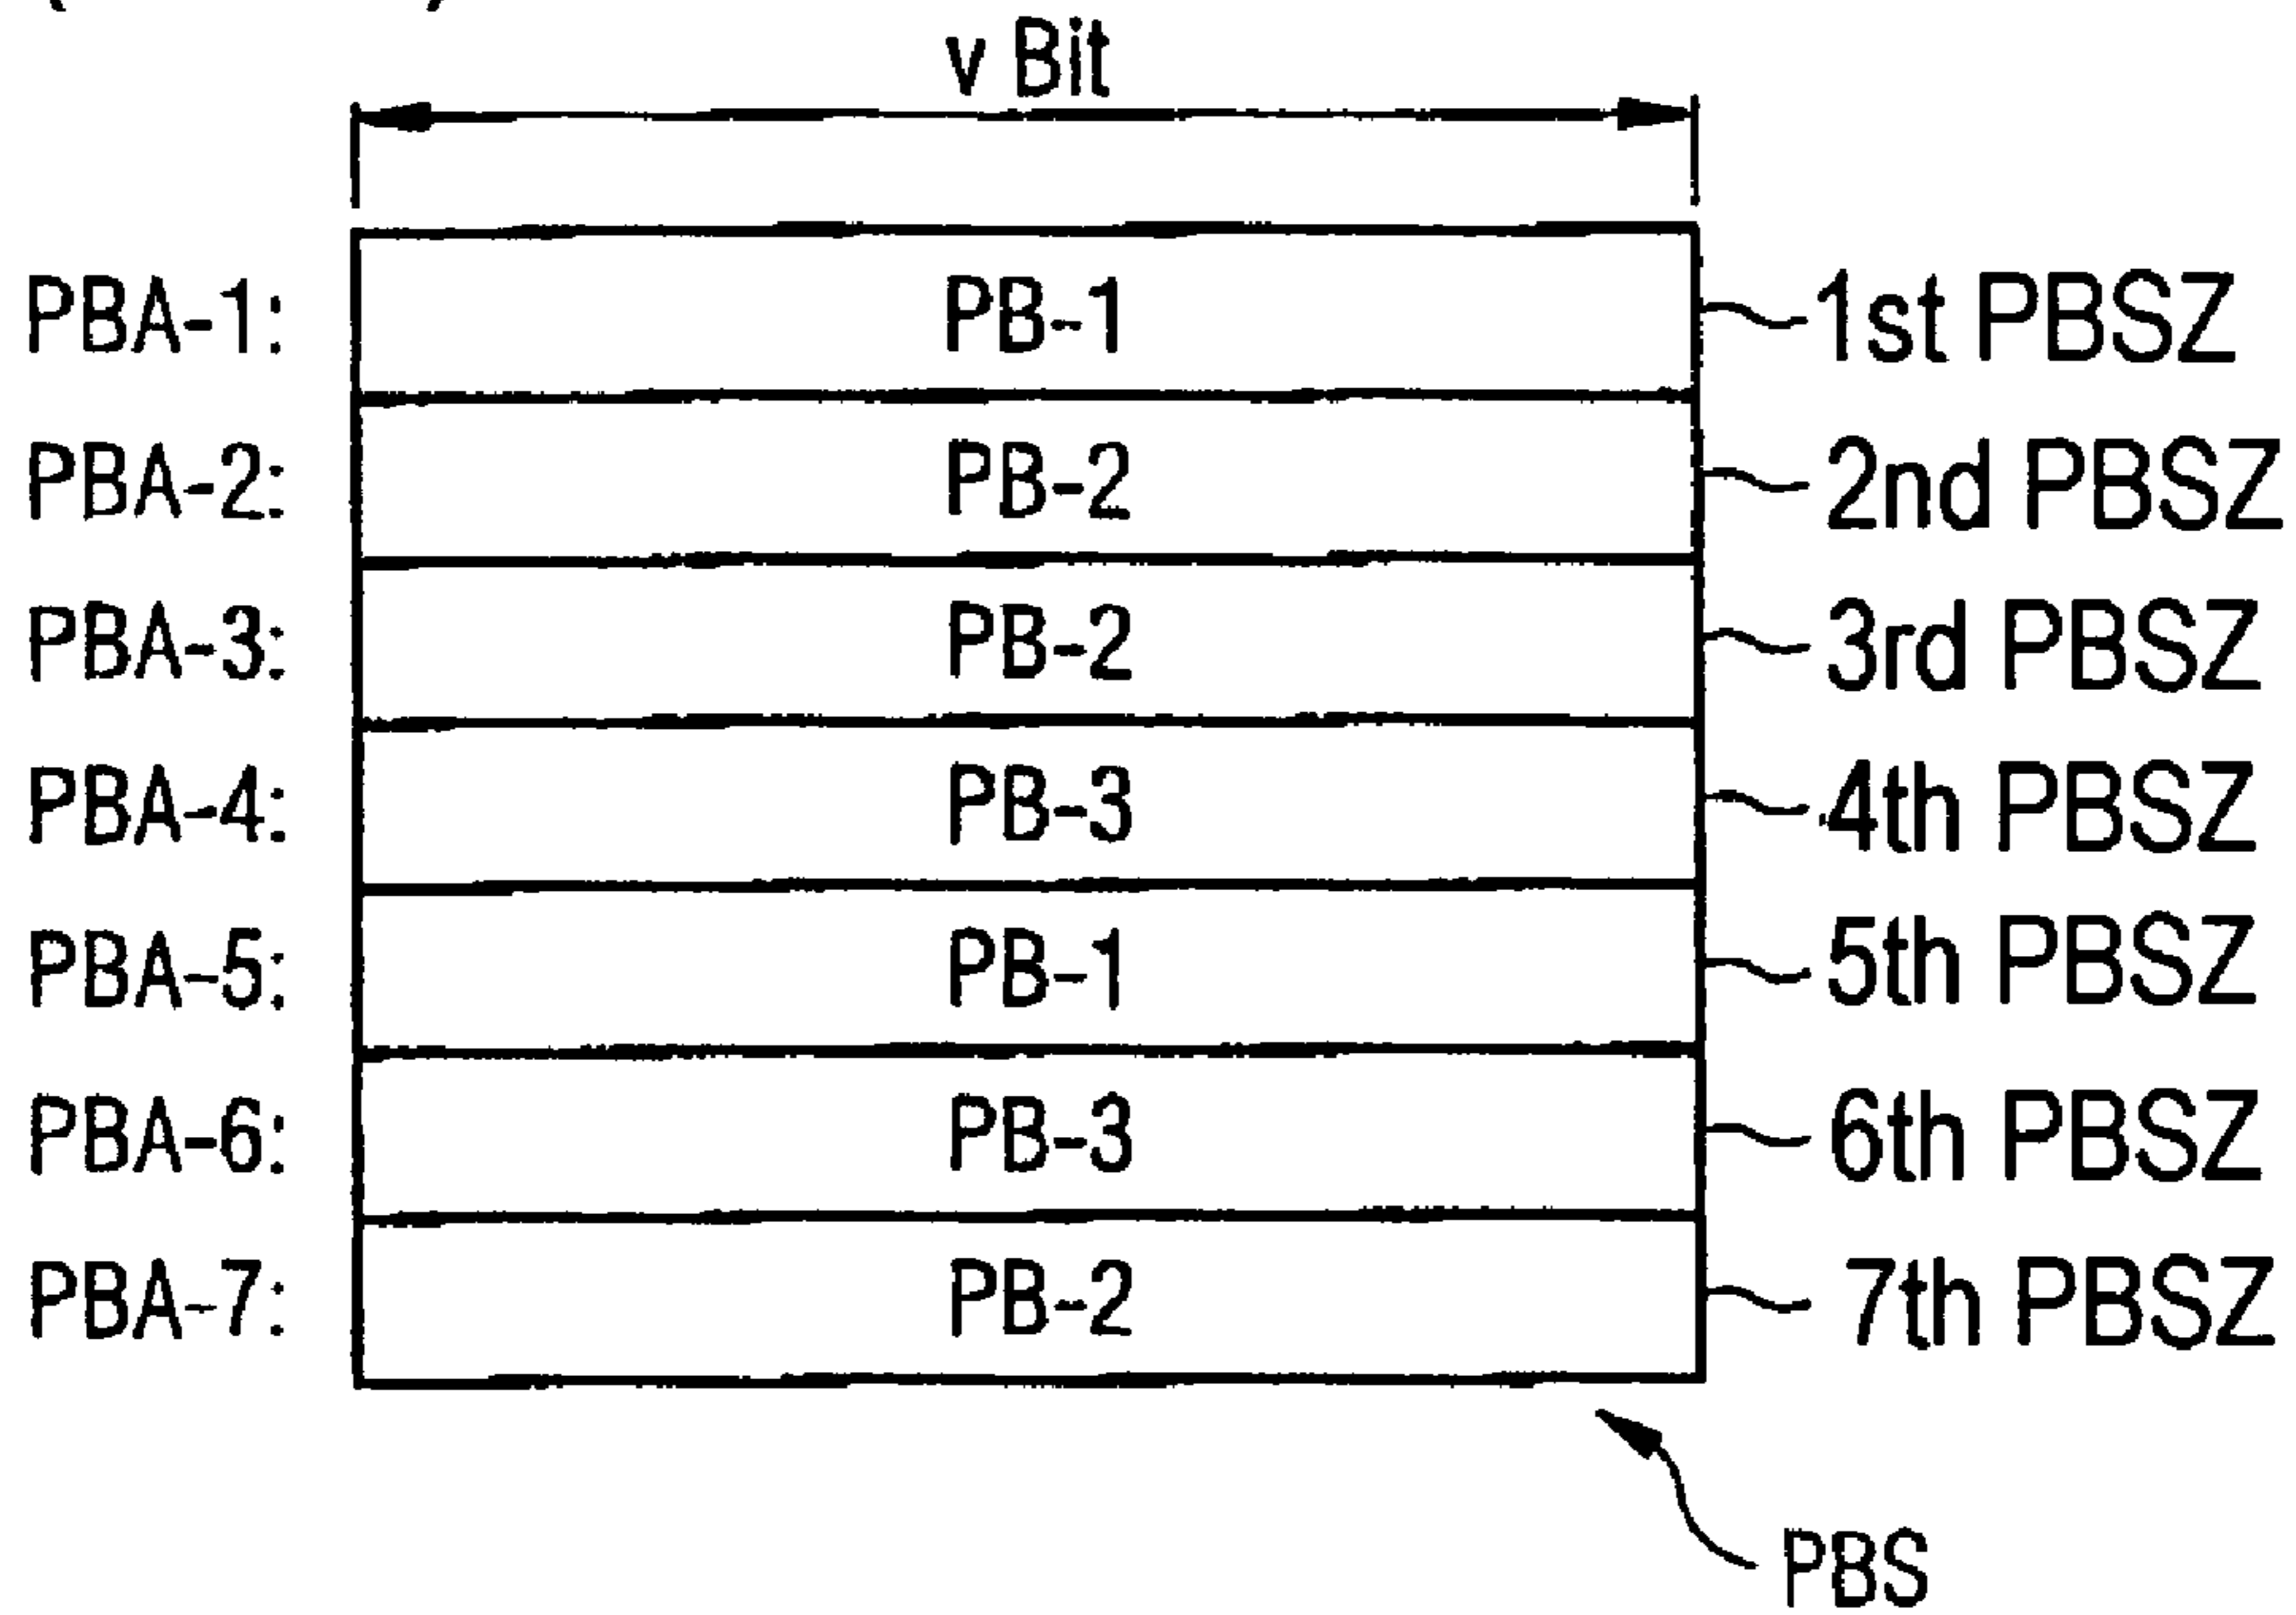 v Bit
PBA-1: PB-1 1st PBSZ
PBA-2: PB-2 2nd PBSZ
PBA-3: PB-2 3rd PBSZ
PBA-4: PB-3 4th PBSZ
PBA-5: PB-1 5th PBSZ
PBA-6: PB-3 6th PBSZ
PBA-7: PB-2 7th PBSZ
PBS